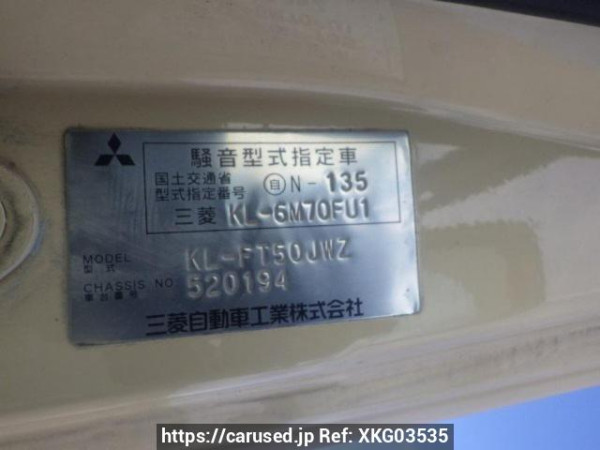 騒音型式指定車
国土交通省
型式指定番号
自 N - 135
三菱 KL-6M70FU1
MODEL
型式
KL-FT50JWZ
CHASSIS NO
車台番号
520194
三菱自動車工業株式会社
https://carused.jp Ref: XKG03535